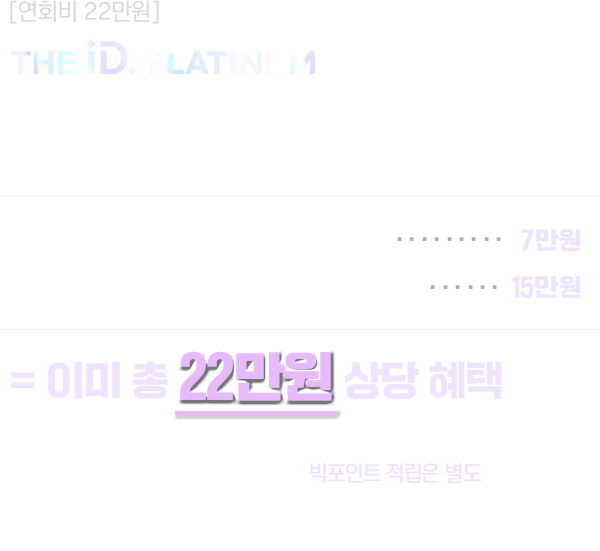 [연회비 22만원]
THE iD. PLATINUM
········· 7만원
······ 15만원
= 이미 총 22만원 상당 혜택
빅포인트 적립은 별도